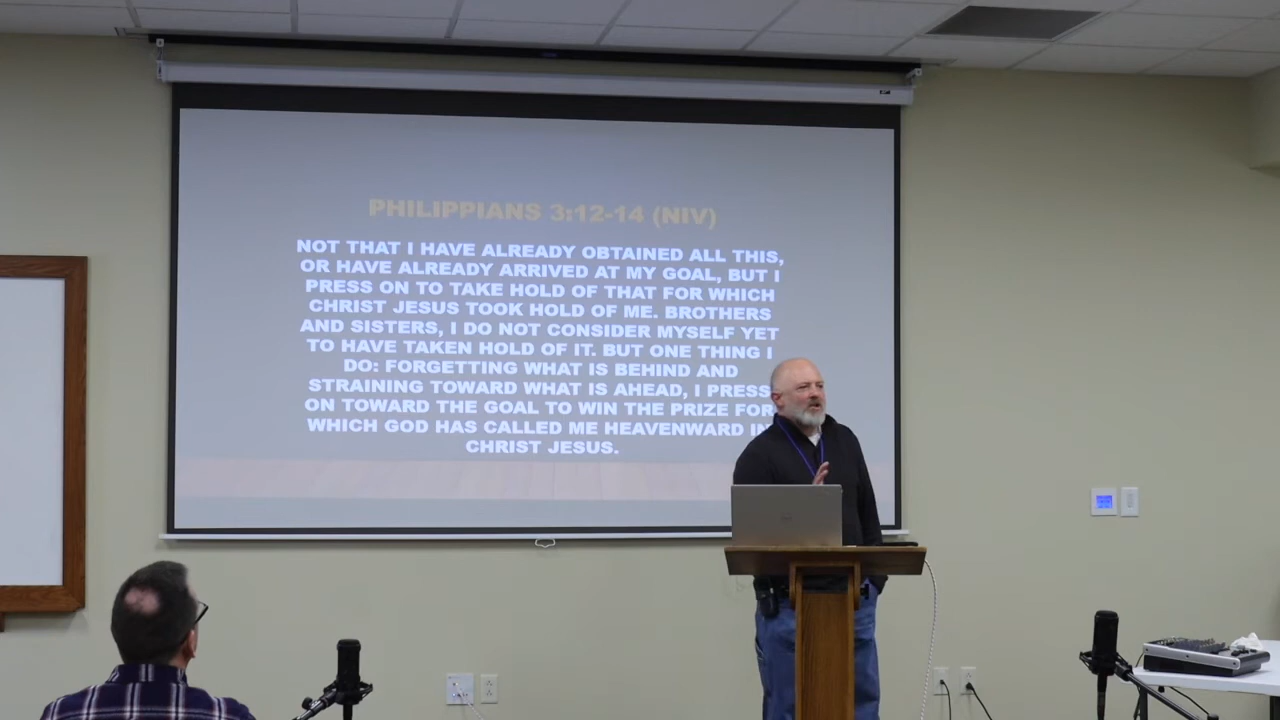 PHILIPPIANS 3:12-14 (NIV)
NOT THAT I HAVE ALREADY OBTAINED ALL THIS,
OR HAVE ALREADY ARRIVED AT MY GOAL, BUT I
PRESS ON TO TAKE HOLD OF THAT FOR WHICH
CHRIST JESUS TOOK HOLD OF ME. BROTHERS
AND SISTERS, I DO NOT CONSIDER MYSELF YET
TO HAVE TAKEN HOLD OF IT. BUT ONE THING I
DO: FORGETTING WHAT IS BEHIND AND
STRAINING TOWARD WHAT IS AHEAD, I PRESS
ON TOWARD THE GOAL TO WIN THE PRIZE FOR
WHICH GOD HAS CALLED ME HEAVENWARD IN
CHRIST JESUS.